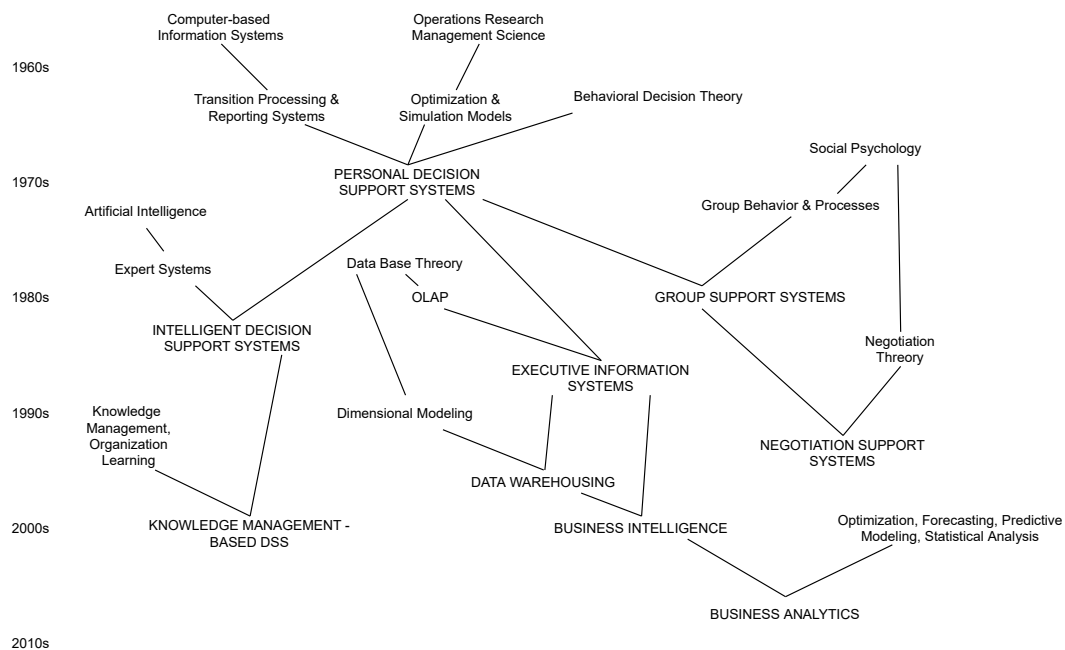 Computer-based
Information Systems
Operations Research
Management Science
1960s
Transition Processing &
Reporting Systems
Optimization &
Simulation Models
Behavioral Decision Theory
Social Psychology
PERSONAL DECISION
SUPPORT SYSTEMS
1970s
Artificial Intelligence
Group Behavior & Processes
Expert Systems
Data Base Threory
OLAP
1980s
GROUP SUPPORT SYSTEMS
INTELLIGENT DECISION
SUPPORT SYSTEMS
Negotiation
Threory
EXECUTIVE INFORMATION
SYSTEMS
1990s
Knowledge
Management,
Organization
Learning
Dimensional Modeling
NEGOTIATION SUPPORT
SYSTEMS
DATA WAREHOUSING
2000s
KNOWLEDGE MANAGEMENT -
BASED DSS
BUSINESS INTELLIGENCE
Optimization, Forecasting, Predictive
Modeling, Statistical Analysis
BUSINESS ANALYTICS
2010s